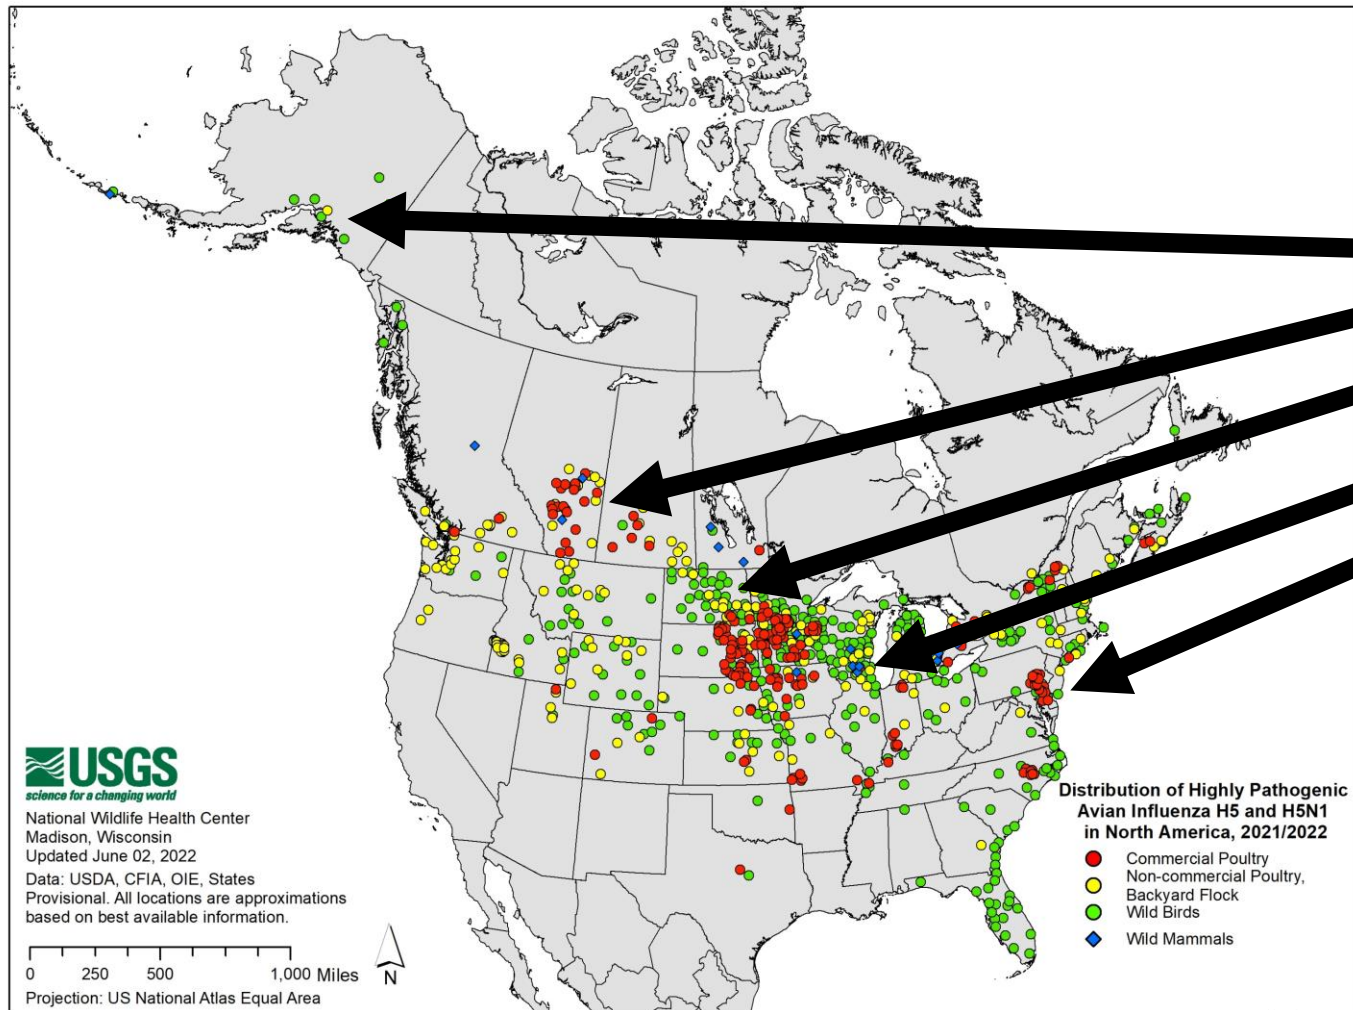 USGS
science for a changing world
National Wildlife Health Center
Madison, Wisconsin
Updated June 02, 2022
Data: USDA, CFIA, OIE, States
Provisional. All locations are approximations
based on best available information.
0 250 500 1,000 Miles
N
Projection: US National Atlas Equal Area
Distribution of Highly Pathogenic
Avian Influenza H5 and H5N1
in North America, 2021/2022
Commercial Poultry
Non-commercial Poultry,
Backyard Flock
Wild Birds
Wild Mammals